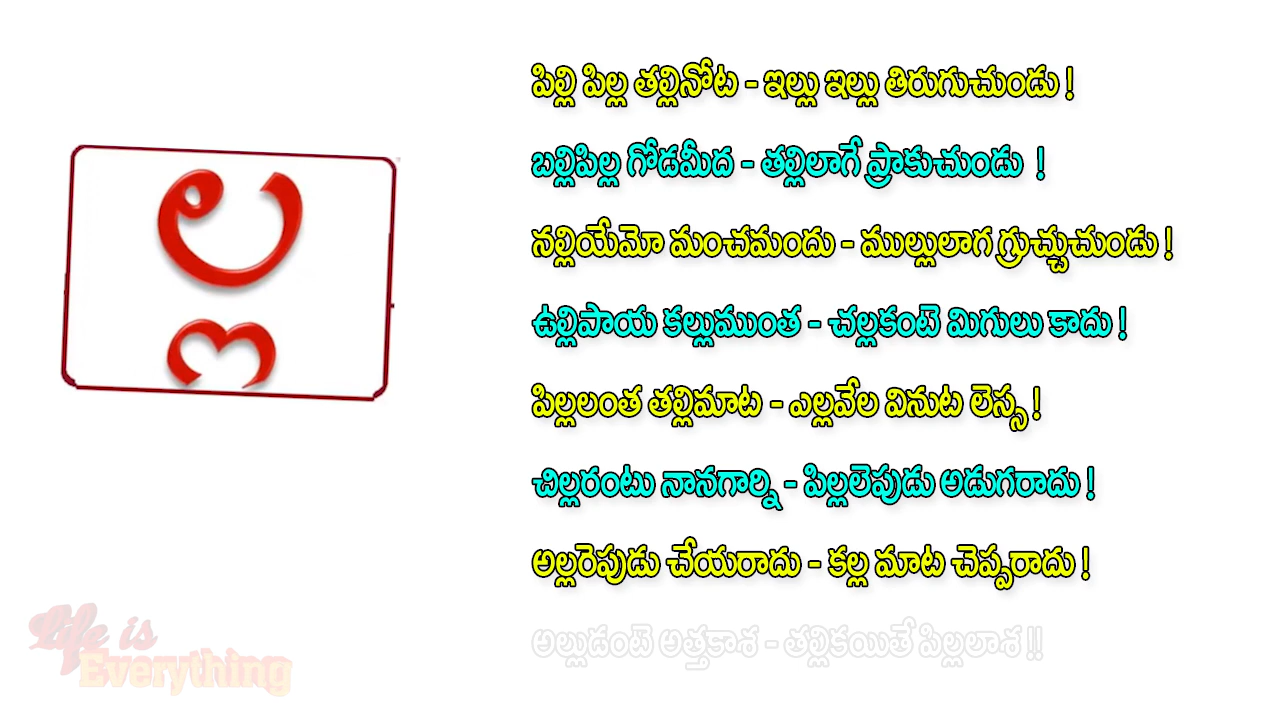 ల
్ల
పిల్లి పిల్ల తల్లినోట - ఇల్లు ఇల్లు తిరుగుచుండు !
బల్లిపిల్ల గోడమీద - తల్లిలాగే ప్రాకుచుండు !
నల్లియేమో మంచమందు - ముల్లులాగ గ్రుచ్చుచుండు !
ఉల్లిపాయ కల్లుముంత - చల్లకంటె మిగులు కాదు !
పిల్లలంత తల్లిమాట - ఎల్లవేల వినుట లెస్స !
చిల్లరంటు నానగార్ని - పిల్లలెపుడు అడుగరాదు !
అల్లరెపుడు చేయరాదు - కల్ల మాట చెప్పరాదు !
అల్లుడంటె అత్తకాశ - తల్లికయితే పిల్లలాశ !!
Life is
Everything